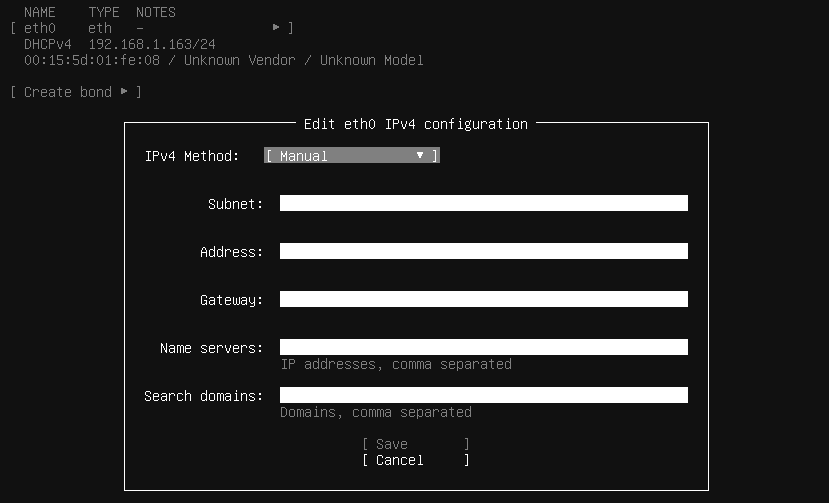 NAME TYPE NOTES
[ eth0 eth - ▸ ]
DHCPv4 192.168.1.163/24
00:15:5d:01:fe:08 / Unknown Vendor / Unknown Model
[ Create bond ▸ ]
Edit eth0 IPv4 configuration
IPv4 Method: [ Manual ▾ ]
Subnet:
Address:
Gateway:
Name servers:
IP addresses, comma separated
Search domains:
Domains, comma separated
[ Save ]
[ Cancel ]